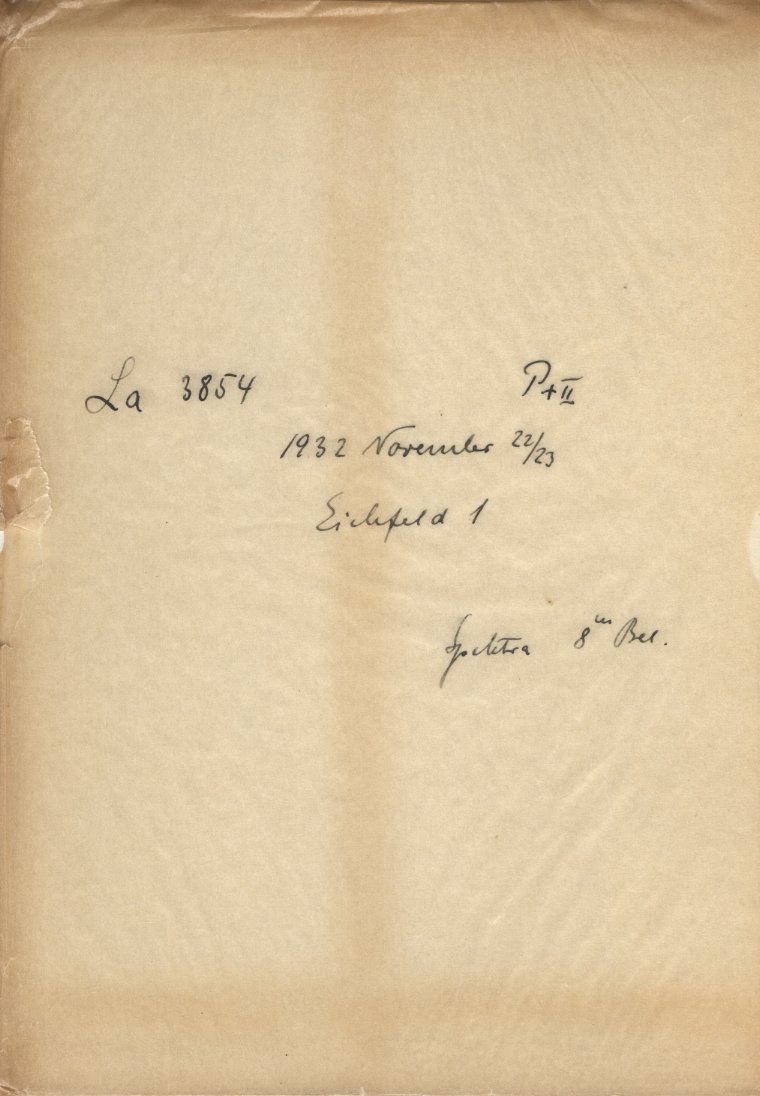 La 3854 P+II
1932 November 22/23
Eichfeld 1
Spektra 8m Bel.